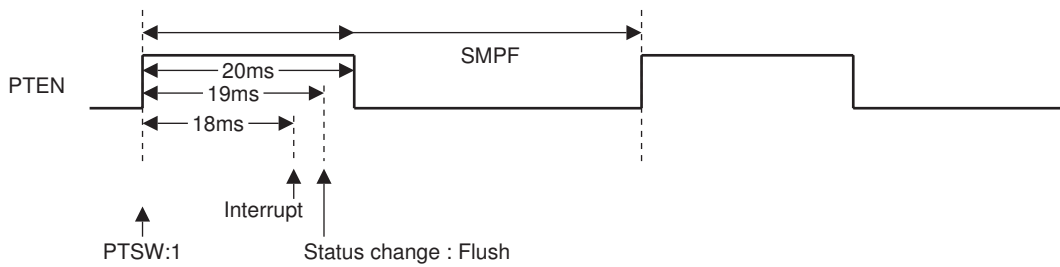 SMPF
PTEN
20ms
19ms
18ms
Interrupt
PTSW:1
Status change : Flush